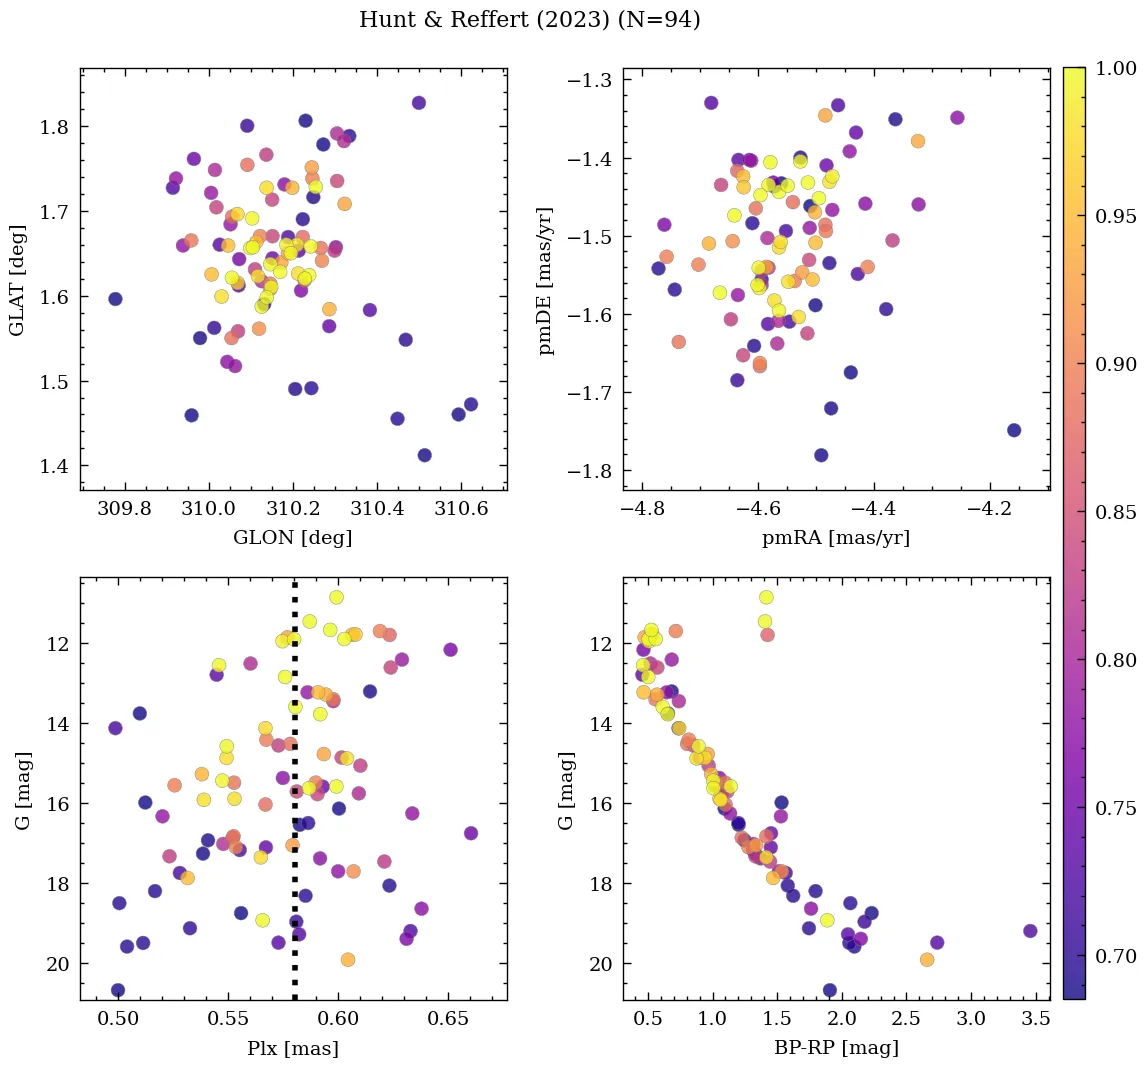 Hunt & Reffert (2023) (N=94)
1.8
1.7
1.6
1.5
1.4
GLAT [deg]
309.8 310.0 310.2 310.4 310.6
GLON [deg]
−1.3
−1.4
−1.5
−1.6
−1.7
−1.8
pmDE [mas/yr]
−4.8 −4.6 −4.4 −4.2
pmRA [mas/yr]
12
14
16
18
20
G [mag]
0.50 0.55 0.60 0.65
Plx [mas]
12
14
16
18
20
G [mag]
0.5 1.0 1.5 2.0 2.5 3.0 3.5
BP-RP [mag]
1.00
0.95
0.90
0.85
0.80
0.75
0.70